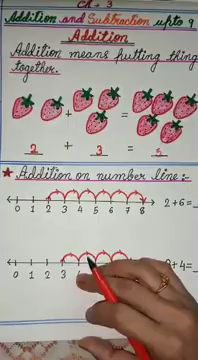 CH - 3
Addition and Subtraction upto 9
Addition
Addition means putting thing
together.
+ =
2 + 3 = 5
★ Addition on number line :-
0 1 2 3 4 5 6 7 8
2 + 6 =
0 1 2 3
+ 4 =